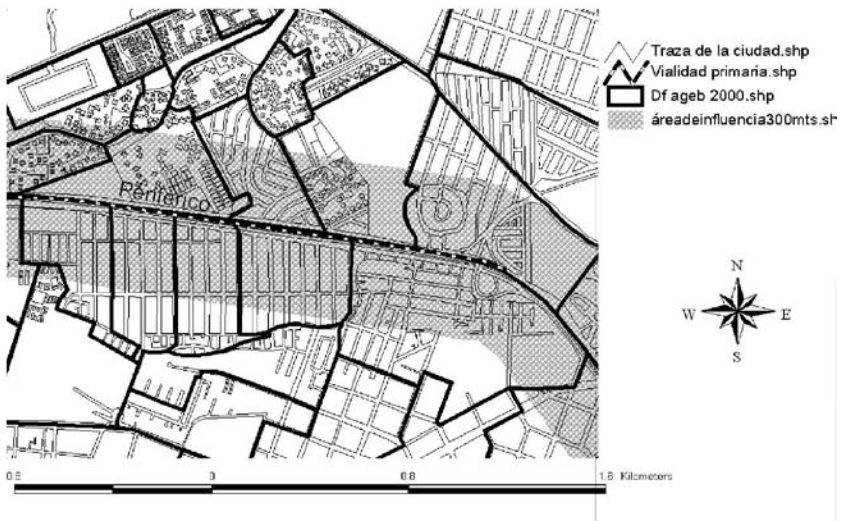 Traza de la ciudad.shp
Vialidad primaria.shp
Df ageb 2000.shp
áreadeinfluencia300mts.sh
Periférico
N
W E
S
0.8 0 0.8 1.6 Kilometers